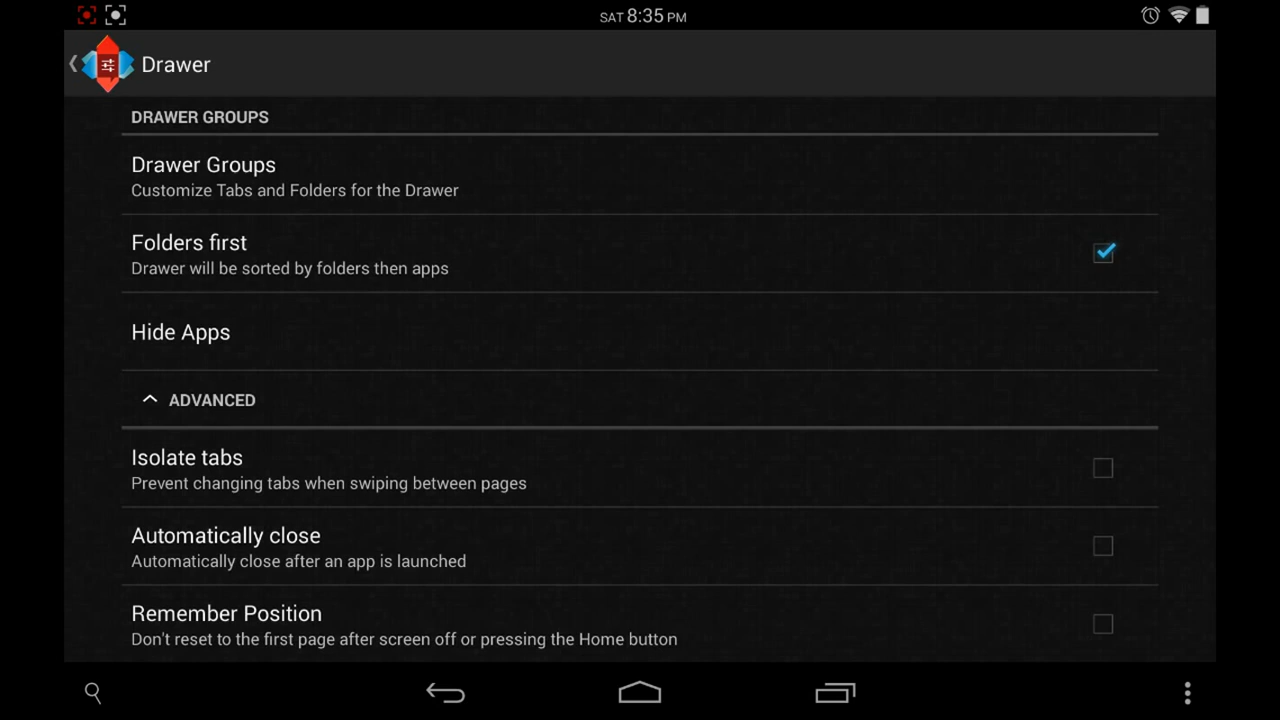 SAT 8:35 PM
Drawer
DRAWER GROUPS
Drawer Groups
Customize Tabs and Folders for the Drawer
Folders first
Drawer will be sorted by folders then apps
Hide Apps
ADVANCED
Isolate tabs
Prevent changing tabs when swiping between pages
Automatically close
Automatically close after an app is launched
Remember Position
Don't reset to the first page after screen off or pressing the Home button